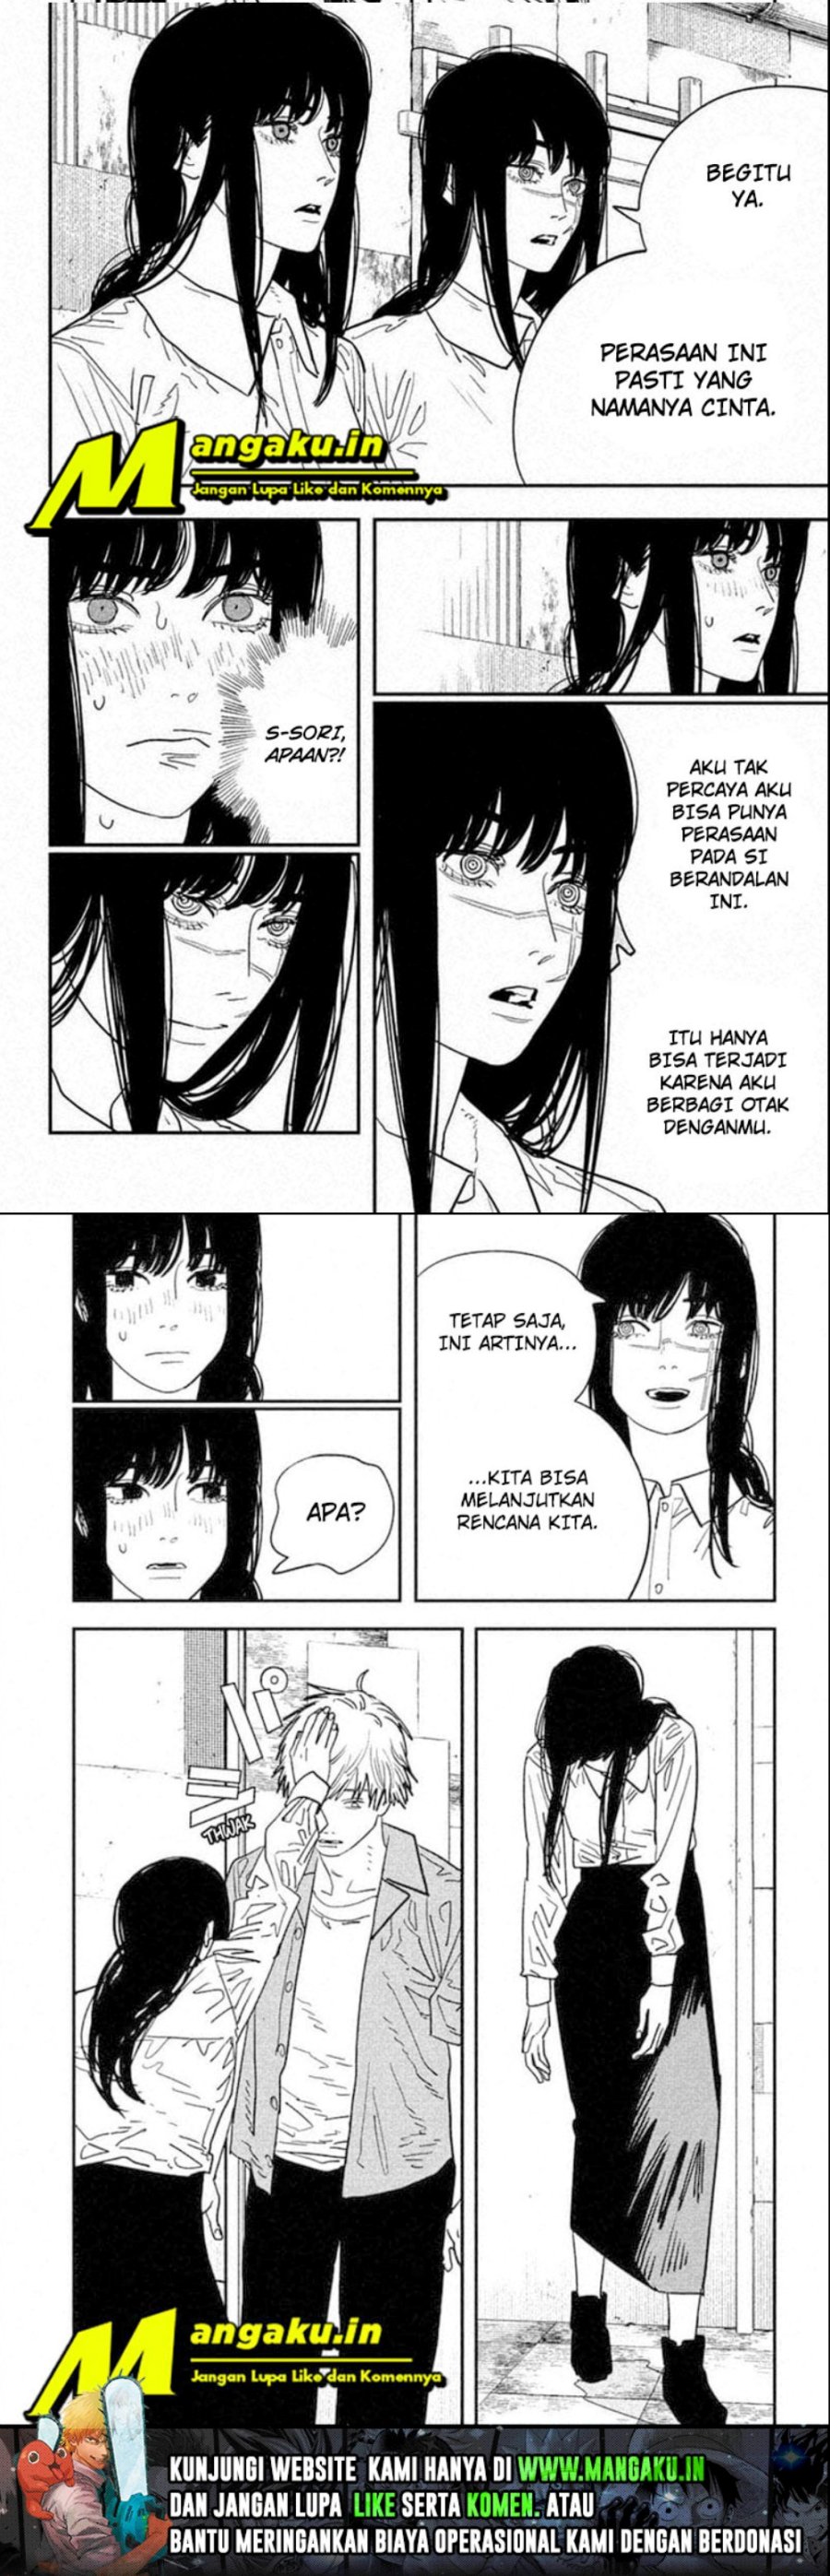 BEGITU
YA.
PERASAAN INI
PASTI YANG
NAMANYA CINTA.
Mangaku.in
Jangan Lupa Like dan Komennya
S-SORI,
APAAN?!
AKU TAK
PERCAYA AKU
BISA PUNYA
PERASAAN
PADA SI
BERANDALAN
INI.
ITU HANYA
BISA TERJADI
KARENA AKU
BERBAGI OTAK
DENGANMU.
TETAP SAJA,
INI ARTINYA...
...KITA BISA
MELANJUTKAN
RENCANA KITA.
APA?
THWAK
Mangaku.in
Jangan Lupa Like dan Komennya
KUNJUNGI WEBSITE KAMI HANYA DI WWW.MANGAKU.IN
DAN JANGAN LUPA LIKE SERTA KOMEN. ATAU
BANTU MERINGANKAN BIAYA OPERASIONAL KAMI DENGAN BERDONASI